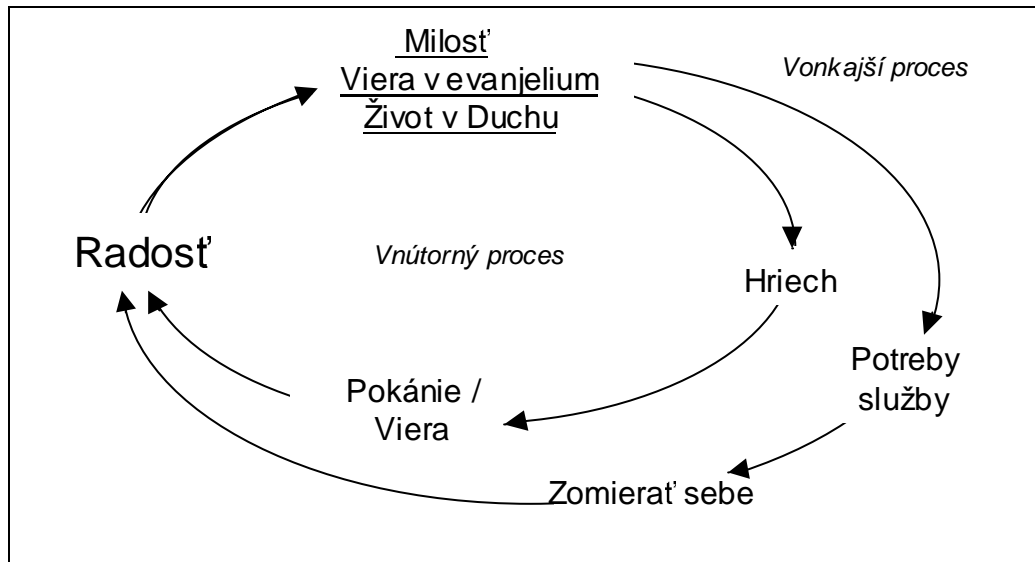 Milosť
Viera v evanjelium
Život v Duchu
Vonkajší proces
Radosť
Vnútorný proces
Hriech
Potreby
služby
Pokánie /
Viera
Zomierať sebe